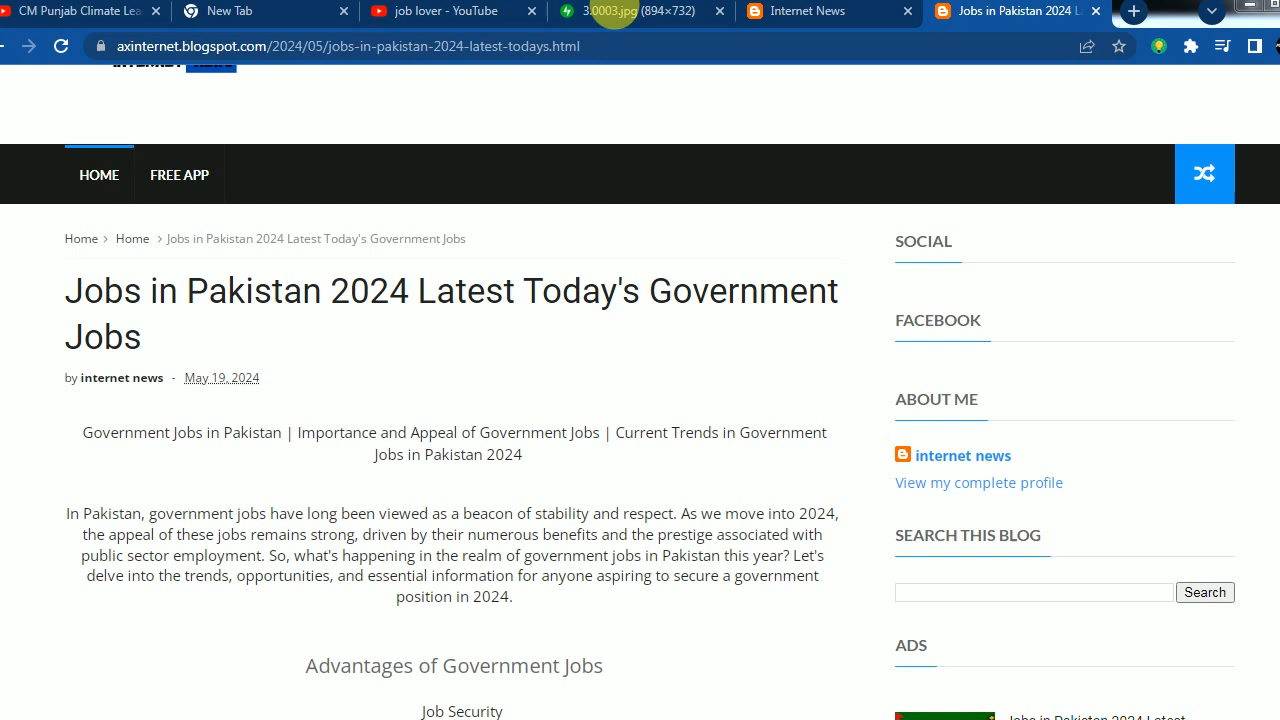 CM Punjab Climate Lea
New Tab
job lover - YouTube
3.0003.jpg (894×732)
Internet News
Jobs in Pakistan 2024 L
axinternet.blogspot.com/2024/05/jobs-in-pakistan-2024-latest-todays.html
HOME
FREE APP
Home
Home
Jobs in Pakistan 2024 Latest Today's Government Jobs
Jobs in Pakistan 2024 Latest Today's Government
Jobs
by internet news - May 19, 2024
Government Jobs in Pakistan | Importance and Appeal of Government Jobs | Current Trends in Government
Jobs in Pakistan 2024
In Pakistan, government jobs have long been viewed as a beacon of stability and respect. As we move into 2024,
the appeal of these jobs remains strong, driven by their numerous benefits and the prestige associated with
public sector employment. So, what's happening in the realm of government jobs in Pakistan this year? Let's
delve into the trends, opportunities, and essential information for anyone aspiring to secure a government
position in 2024.
Advantages of Government Jobs
Job Security
SOCIAL
FACEBOOK
ABOUT ME
internet news
View my complete profile
SEARCH THIS BLOG
Search
ADS
Jobs in Pakistan 2024 Latest